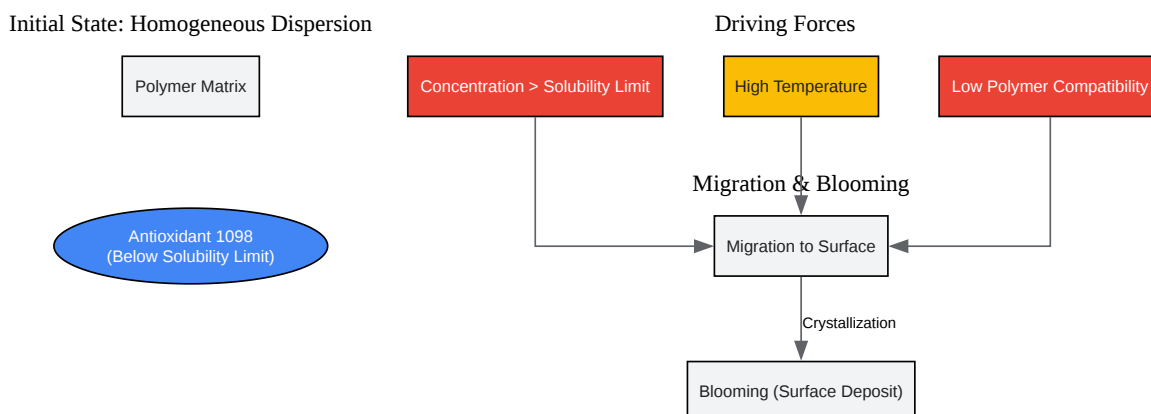 Initial State: Homogeneous Dispersion
Driving Forces
Polymer Matrix
Concentration > Solubility Limit
High Temperature
Low Polymer Compatibility
Migration & Blooming
Antioxidant 1098
(Below Solubility Limit)
Migration to Surface
Crystallization
Blooming (Surface Deposit)